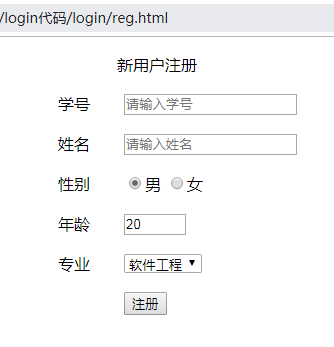 /login代码/login/reg.html
新用户注册
学号 请输入学号
姓名 请输入姓名
性别 男 女
年龄 20
专业 软件工程
注册